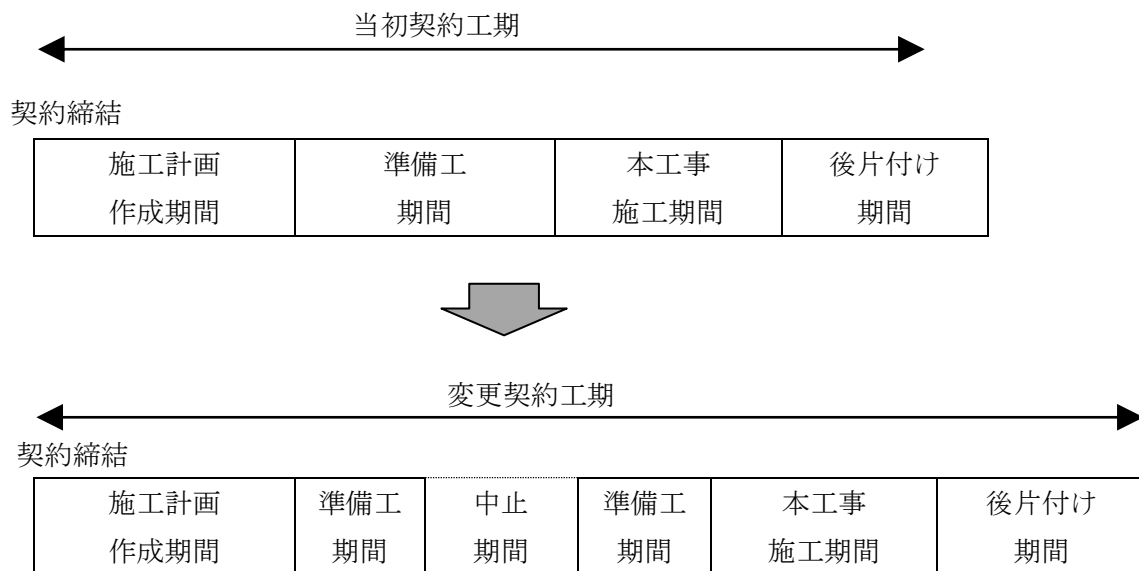 当初契約工期
契約締結
施工計画 準備工 本工事 後片付け
作成期間 期間 施工期間 期間
変更契約工期
契約締結
施工計画 準備工 中止 準備工 本工事 後片付け
作成期間 期間 期間 期間 施工期間 期間